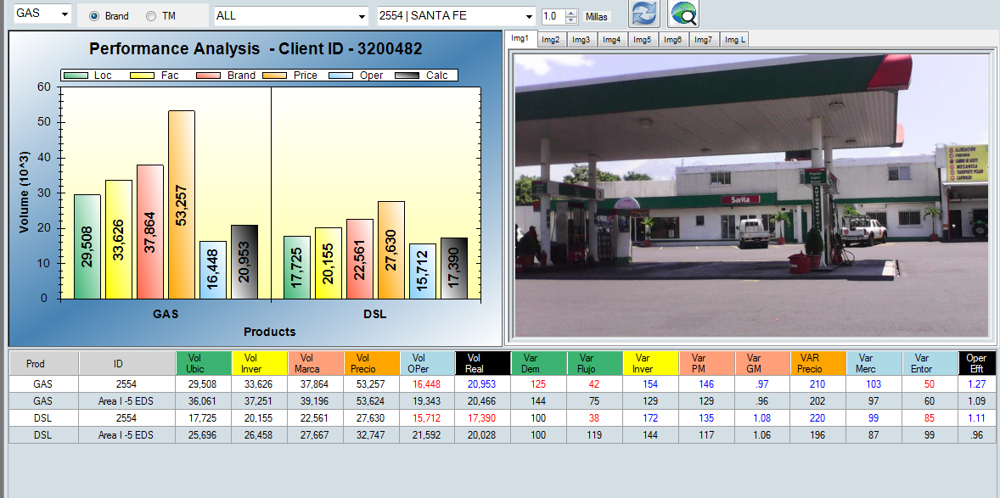 GAS
Brand
TM
ALL
2554 | SANTA FE
1.0
Millas
Performance Analysis - Client ID - 3200482
Loc Fac Brand Price Oper Calc
Volume (10^3)
60
50
40
30
20
10
0
29,508
33,626
37,864
53,257
16,448
20,953
17,725
20,155
22,561
27,630
15,712
17,390
GAS DSL
Products
Img1 Img2 Img3 Img4 Img5 Img6 Img7 Img L
Sarita
AUTOSERVICIO
ALINEACION
FRENOS
CAMBIO DE ACEITE
MECANICA
TRANSPORTE PESADO
CARWASH
Prod ID Vol Ubic Vol Inver Vol Marca Vol Precio Vol OPer Vol Real Var Dem Var Flujo Var Inver Var PM Var GM VAR Precio Var Merc Var Entor Oper Efft
GAS 2554 29,508 33,626 37,864 53,257 16,448 20,953 125 42 154 146 .97 210 103 50 1.27
GAS Area I -5 EDS 36,061 37,251 39,196 53,624 19,343 20,466 144 75 129 129 .96 202 97 60 1.09
DSL 2554 17,725 20,155 22,561 27,630 15,712 17,390 100 38 172 135 1.08 220 99 85 1.11
DSL Area I -5 EDS 25,696 26,458 27,667 32,747 21,592 20,028 100 119 144 117 1.06 196 87 99 .96